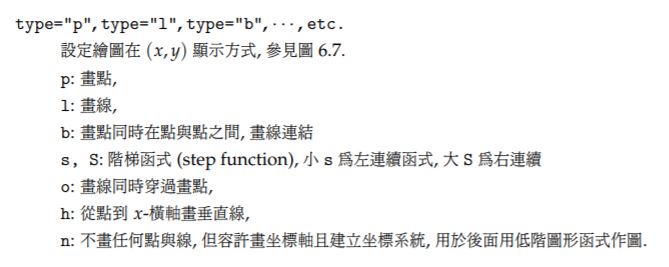 type="p", type="l", type="b", ···, etc.
設定繪圖在 (x, y) 顯示方式, 參見圖 6.7.
p: 畫點,
l: 畫線,
b: 畫點同時在點與點之間, 畫線連結
s, S: 階梯函式 (step function), 小 s 爲左連續函式, 大 S 爲右連續
o: 畫線同時穿過畫點,
h: 從點到 x-橫軸畫垂直線,
n: 不畫任何點與線, 但容許畫坐標軸且建立坐標系統, 用於後面用低階圖形函式作圖.